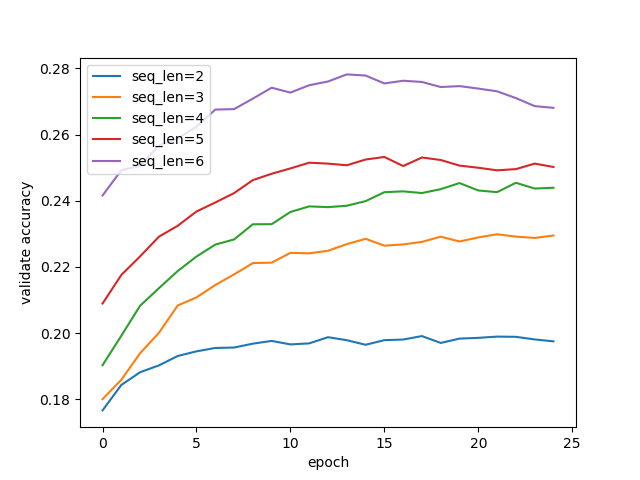 0.28
0.26
0.24
0.22
0.20
0.18
validate accuracy
seq_len=2
seq_len=3
seq_len=4
seq_len=5
seq_len=6
0 5 10 15 20 25
epoch